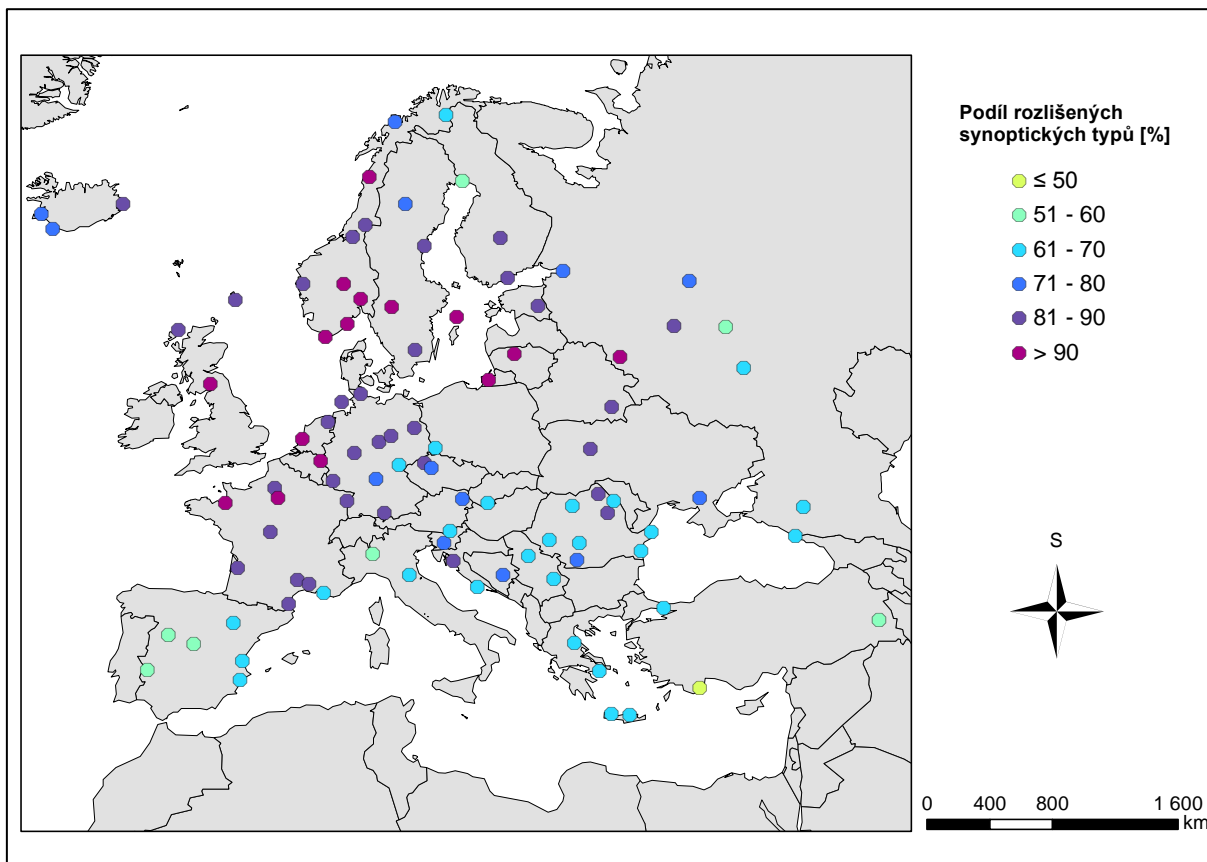 Podíl rozlišených
synoptických typů [%]
≤ 50
51 - 60
61 - 70
71 - 80
81 - 90
> 90
S
0 400 800 1 600
km